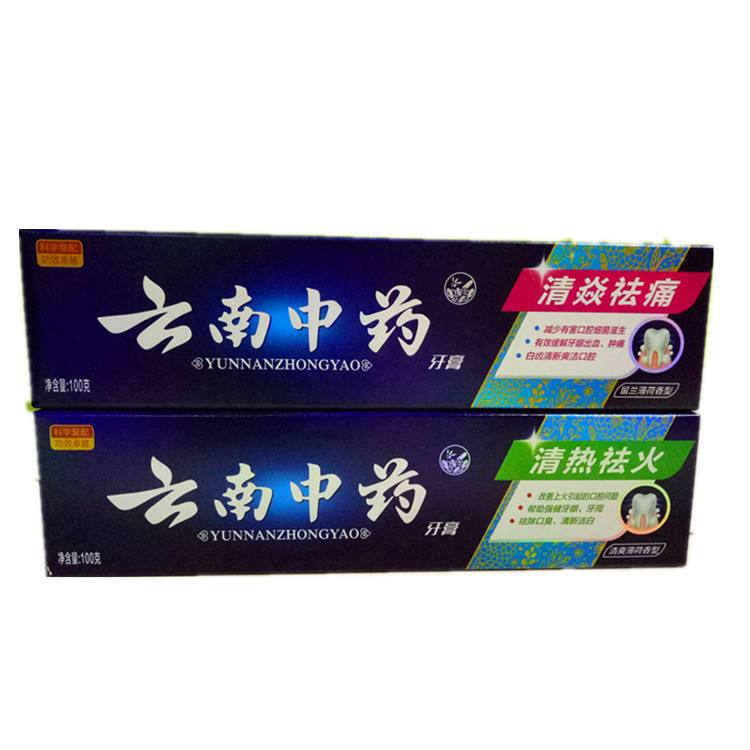 科学复配
功效卓越
云南中药
YUNNANZHONGYAO
牙膏
净含量:100克
清焱祛痛
减少有害口腔细菌滋生
有效缓解牙龈出血、肿痛
白齿清新爽洁口腔
留兰薄荷香型
科学复配
功效卓越
云南中药
YUNNANZHONGYAO
牙膏
净含量:100克
清热祛火
改善上火引起的口腔问题
帮助强健牙龈、牙周
祛除口臭、清新洁白
清爽薄荷香型